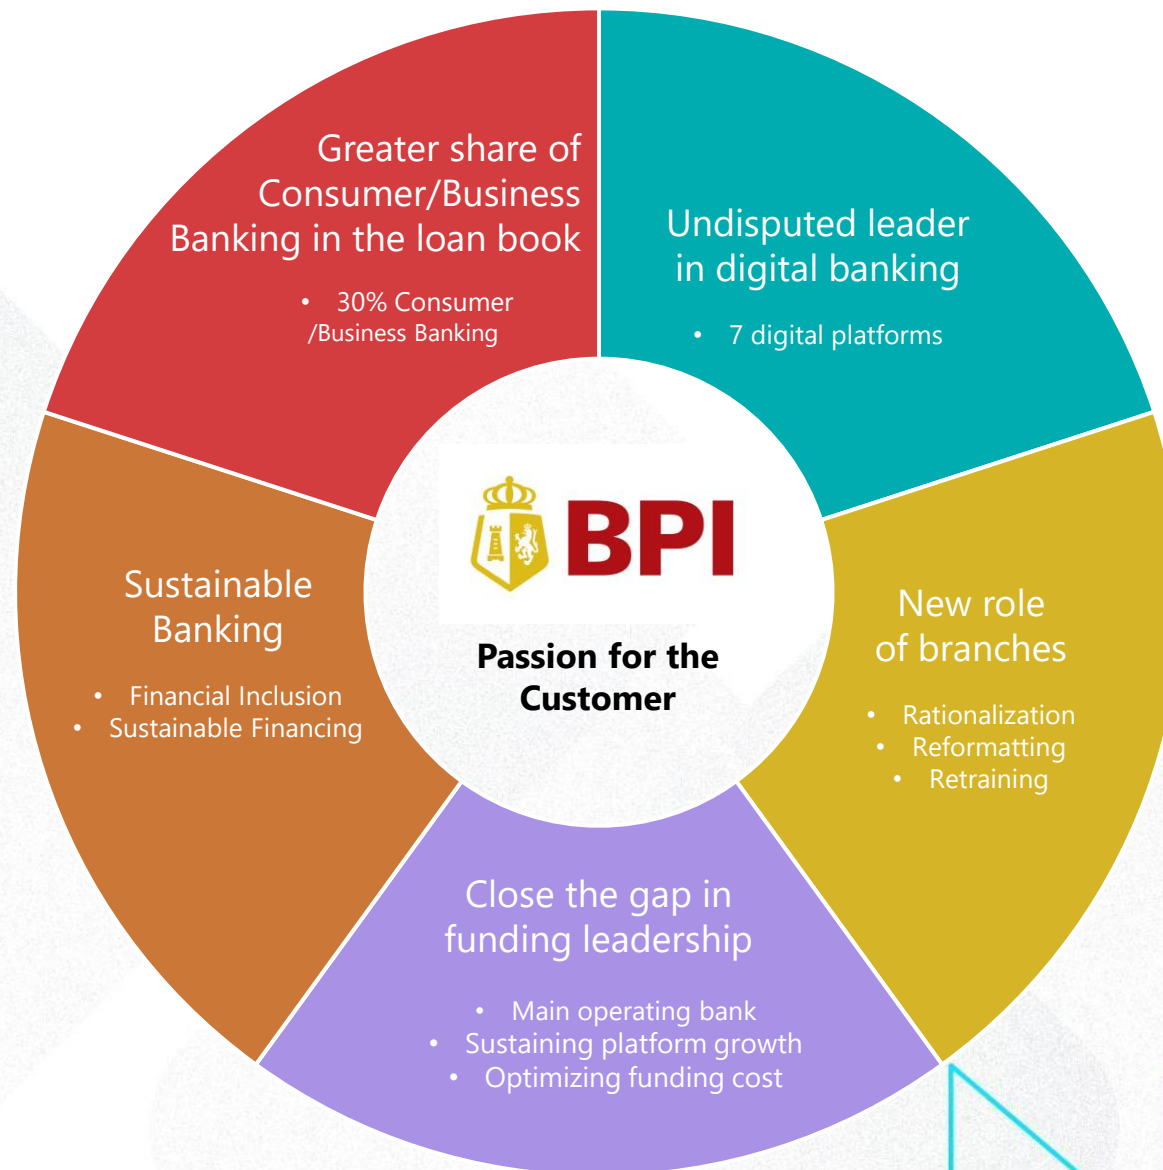 Greater share of
Consumer/Business
Banking in the loan book
• 30% Consumer
/Business Banking
Undisputed leader
in digital banking
• 7 digital platforms
New role
of branches
• Rationalization
• Reformatting
• Retraining
Close the gap in
funding leadership
• Main operating bank
• Sustaining platform growth
• Optimizing funding cost
Sustainable
Banking
• Financial Inclusion
• Sustainable Financing
BPI
Passion for the
Customer